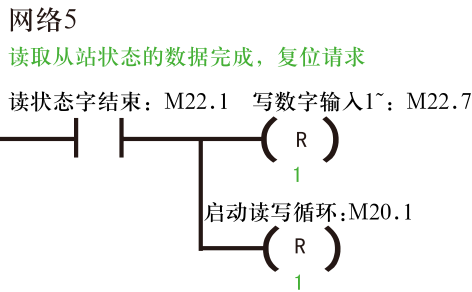 网络5
读取从站状态的数据完成，复位请求
读状态字结束：M22.1 写数字输入1~：M22.7
R
1
启动读写循环:M20.1
R
1